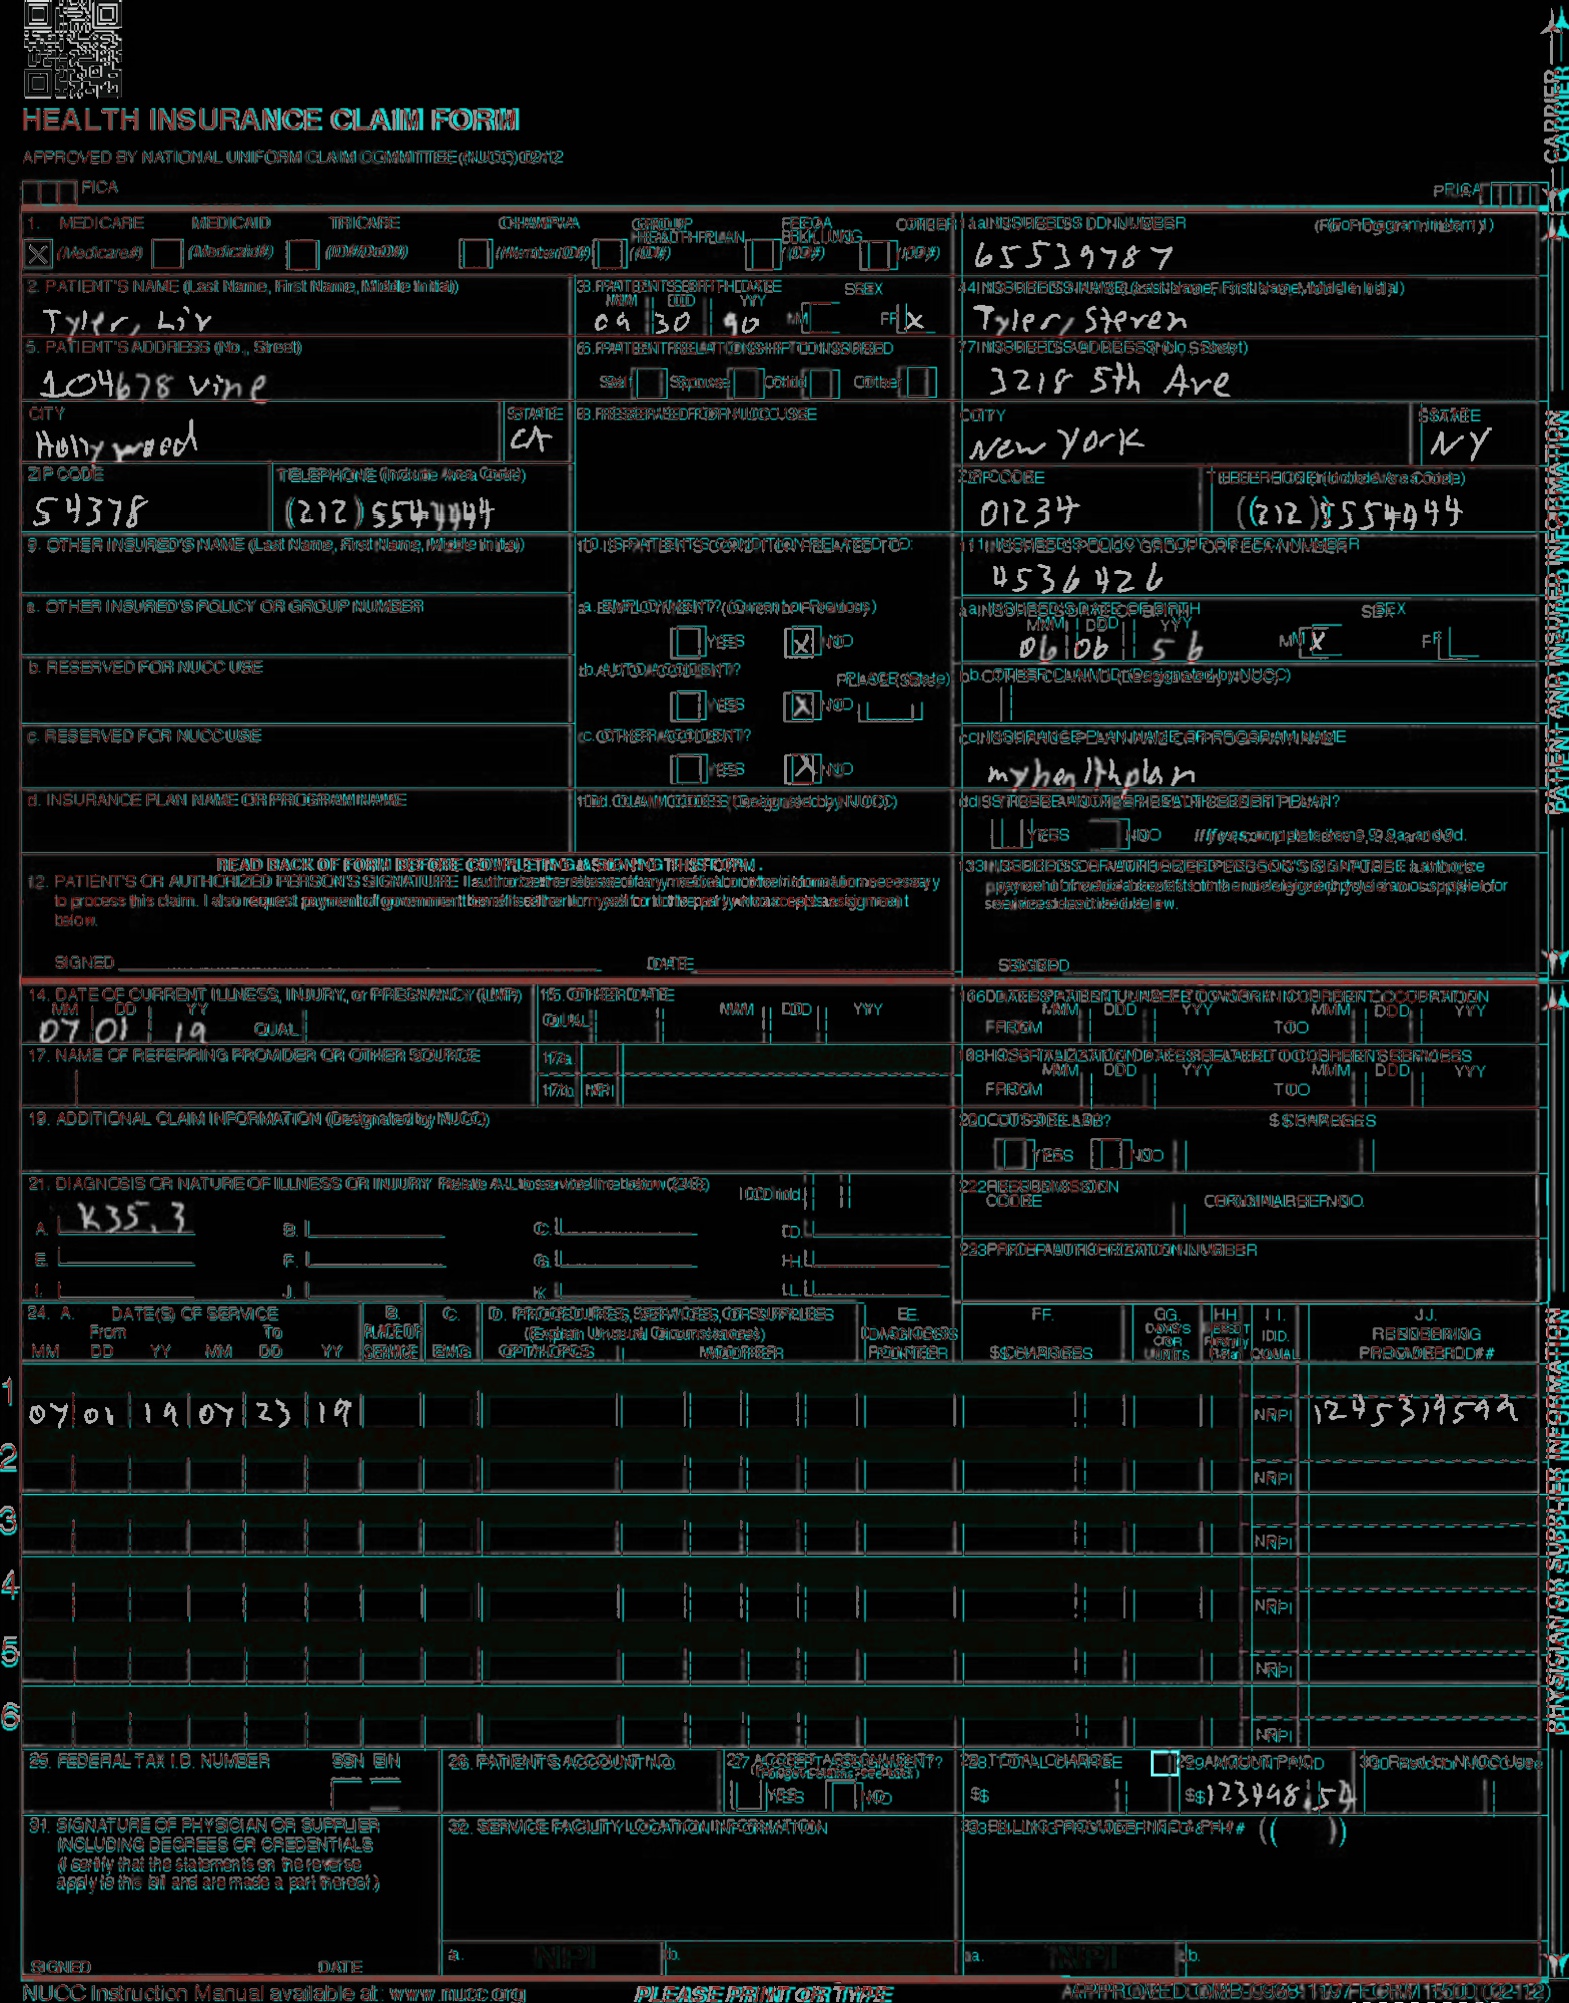 HEALTH INSURANCE CLAIM FORM
APPROVED BY NATIONAL UNIFORM CLAIM COMMITTEE (NUCC) 02/12
CARRIER
PICA
PICA
1. MEDICARE MEDICAID TRICARE CHAMPVA GROUP HEALTH PLAN FECA BLK LUNG OTHER
X (Medicare#) (Medicaid#) (ID#/DoD#) (Member ID#) (ID#) (ID#) (ID#)
1a. INSURED'S I.D. NUMBER (For Program in Item 1)
65539787
2. PATIENT'S NAME (Last Name, First Name, Middle Initial)
Tyler, Liv
3. PATIENT'S BIRTH DATE SEX
MM DD YY
09 30 90 M F X
4. INSURED'S NAME (Last Name, First Name, Middle Initial)
Tyler, Steven
5. PATIENT'S ADDRESS (No., Street)
104678 Vine
6. PATIENT RELATIONSHIP TO INSURED
Self Spouse Child Other
7. INSURED'S ADDRESS (No., Street)
3218 5th Ave
CITY STATE
Hollywood CA
8. RESERVED FOR NUCC USE
CITY STATE
New York NY
ZIP CODE TELEPHONE (Include Area Code)
54378 (212) 5544444
ZIP CODE TELEPHONE (Include Area Code)
01234 (212) 5554444
9. OTHER INSURED'S NAME (Last Name, First Name, Middle Initial)
10. IS PATIENT'S CONDITION RELATED TO:
11. INSURED'S POLICY GROUP OR FECA NUMBER
4536426
a. OTHER INSURED'S POLICY OR GROUP NUMBER
a. EMPLOYMENT? (Current or Previous)
YES X NO
a. INSURED'S DATE OF BIRTH SEX
MM DD YY
06 06 56 M X F
b. RESERVED FOR NUCC USE
b. AUTO ACCIDENT? PLACE (State)
YES X NO
b. OTHER CLAIM ID (Designated by NUCC)
c. RESERVED FOR NUCC USE
c. OTHER ACCIDENT?
YES X NO
c. INSURANCE PLAN NAME OR PROGRAM NAME
myhealthplan
d. INSURANCE PLAN NAME OR PROGRAM NAME
10d. CLAIM CODES (Designated by NUCC)
d. IS THERE ANOTHER HEALTH BENEFIT PLAN?
YES NO If yes, complete items 9, 9a, and 9d.
PATIENT AND INSURED INFORMATION
READ BACK OF FORM BEFORE COMPLETING & SIGNING THIS FORM.
12. PATIENT'S OR AUTHORIZED PERSON'S SIGNATURE I authorize the release of any medical or other information necessary
to process this claim. I also request payment of government benefits either to myself or to the party who accepts assignment
below.
SIGNED DATE
13. INSURED'S OR AUTHORIZED PERSON'S SIGNATURE I authorize
payment of medical benefits to the undersigned physician or supplier for
services described below.
SIGNED
14. DATE OF CURRENT ILLNESS, INJURY, or PREGNANCY (LMP)
MM DD YY
07 01 19 QUAL.
15. OTHER DATE
QUAL. MM DD YY
16. DATES PATIENT UNABLE TO WORK IN CURRENT OCCUPATION
MM DD YY MM DD YY
FROM TO
17. NAME OF REFERRING PROVIDER OR OTHER SOURCE
17a.
17b. NPI
18. HOSPITALIZATION DATES RELATED TO CURRENT SERVICES
MM DD YY MM DD YY
FROM TO
19. ADDITIONAL CLAIM INFORMATION (Designated by NUCC)
20. OUTSIDE LAB? $ CHARGES
YES NO
21. DIAGNOSIS OR NATURE OF ILLNESS OR INJURY Relate A-L to service line below (24E) ICD Ind.
A. K35.3 B. C. D.
E. F. G. H.
I. J. K. L.
22. RESUBMISSION CODE ORIGINAL REF. NO.
23. PRIOR AUTHORIZATION NUMBER
24. A. DATE(S) OF SERVICE B. C. D. PROCEDURES, SERVICES, OR SUPPLIES E. F. G. H. I. J.
From To PLACE OF (Explain Unusual Circumstances) DIAGNOSIS DAYS OR EPSDT Family ID. RENDERING
MM DD YY MM DD YY SERVICE EMG CPT/HCPCS MODIFIER POINTER $ CHARGES UNITS Plan QUAL. PROVIDER ID. #
1 07 01 19 07 23 19 NPI 1245319599
2 NPI
3 NPI
4 NPI
5 NPI
6 NPI
PHYSICIAN OR SUPPLIER INFORMATION
25. FEDERAL TAX I.D. NUMBER SSN EIN
26. PATIENT'S ACCOUNT NO.
27. ACCEPT ASSIGNMENT?
(For govt. claims, see back)
YES NO
28. TOTAL CHARGE
$
29. AMOUNT PAID
$ 123498 54
30. Rsvd for NUCC Use
31. SIGNATURE OF PHYSICIAN OR SUPPLIER
INCLUDING DEGREES OR CREDENTIALS
(I certify that the statements on the reverse
apply to this bill and are made a part thereof.)
SIGNED DATE
32. SERVICE FACILITY LOCATION INFORMATION
a. NPI b.
33. BILLING PROVIDER INFO & PH # ( )
a. NPI b.
NUCC Instruction Manual available at: www.nucc.org
PLEASE PRINT OR TYPE
APPROVED OMB-0938-1197 FORM 1500 (02-12)